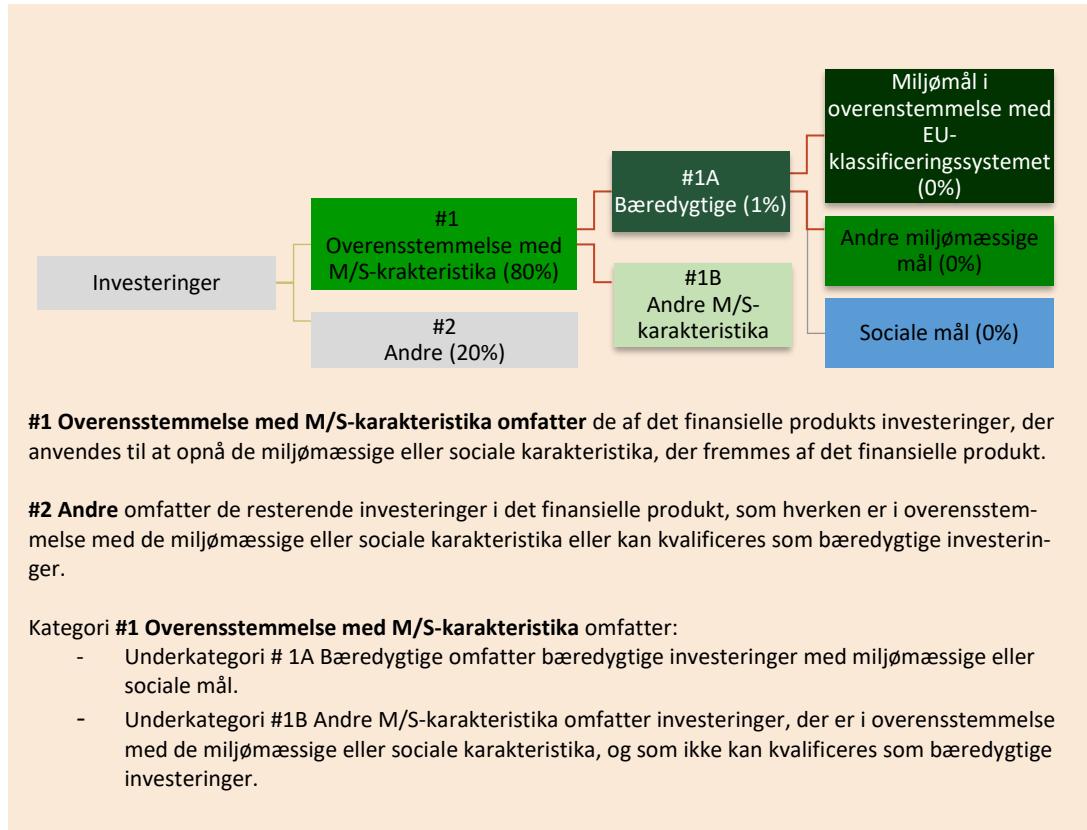 Investeringer
#1
Overensstemmelse med
M/S-krakteristika (80%)
#2
Andre (20%)
#1A
Bæredygtige (1%)
#1B
Andre M/S-
karakteristika
Miljømål i
overenstemmelse med
EU-
klassificeringssystemet
(0%)
Andre miljømæssige
mål (0%)
Sociale mål (0%)
#1 Overensstemmelse med M/S-karakteristika omfatter de af det finansielle produkts investeringer, der
anvendes til at opnå de miljømæssige eller sociale karakteristika, der fremmes af det finansielle produkt.
#2 Andre omfatter de resterende investeringer i det finansielle produkt, som hverken er i overensstem-
melse med de miljømæssige eller sociale karakteristika eller kan kvalificeres som bæredygtige investerin-
ger.
Kategori #1 Overensstemmelse med M/S-karakteristika omfatter:
- Underkategori # 1A Bæredygtige omfatter bæredygtige investeringer med miljømæssige eller
sociale mål.
- Underkategori #1B Andre M/S-karakteristika omfatter investeringer, der er i overensstemmelse
med de miljømæssige eller sociale karakteristika, og som ikke kan kvalificeres som bæredygtige
investeringer.